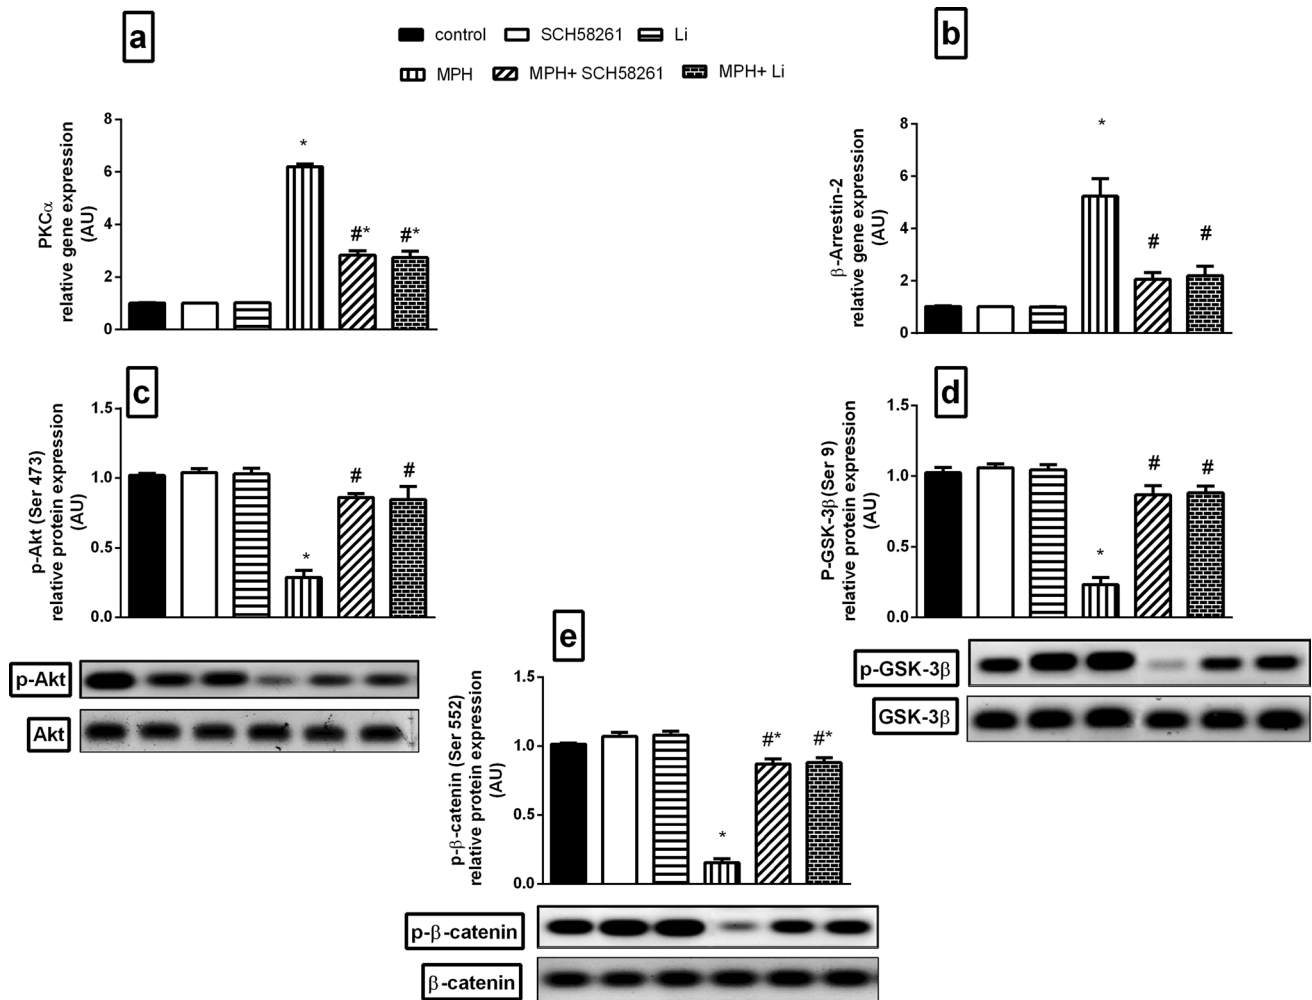 a
control SCH58261 Li
MPH MPH+ SCH58261 MPH+ Li
b
PKCα
relative gene expression
(AU)
8
6
4
2
0
*
#*
#*
β-Arrestin-2
relative gene expression
(AU)
8
6
4
2
0
*
#
#
c
p-Akt (Ser 473)
relative protein expression
(AU)
1.5
1.0
0.5
0.0
*
#
#
p-Akt
Akt
d
P-GSK-3β(Ser 9)
relative protein expression
(AU)
1.5
1.0
0.5
0.0
*
#
#
p-GSK-3β
GSK-3β
e
p-β-catenin (Ser 552)
relative protein expression
(AU)
1.5
1.0
0.5
0.0
*
#*
#*
p-β-catenin
β-catenin